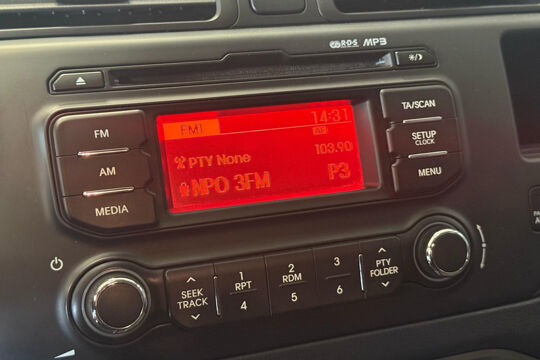 RDS MP3
FM
AM
MEDIA
FM1 14:31
AF
PTY None 103.90
NPO 3FM P3
TA/SCAN
SETUP
CLOCK
MENU
SEEK
TRACK
1
RPT
4
2
RDM
5
3
6
PTY
FOLDER